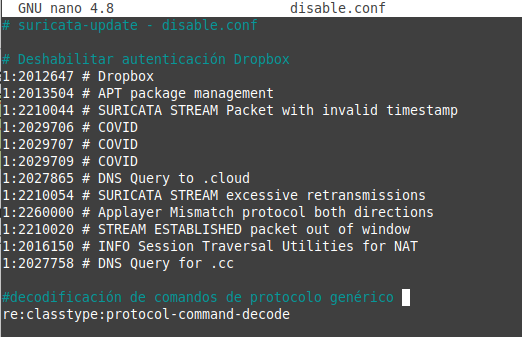 GNU nano 4.8 disable.conf
# suricata-update - disable.conf
# Deshabilitar autenticación Dropbox
1:2012647 # Dropbox
1:2013504 # APT package management
1:2210044 # SURICATA STREAM Packet with invalid timestamp
1:2029706 # COVID
1:2029707 # COVID
1:2029709 # COVID
1:2027865 # DNS Query to .cloud
1:2210054 # SURICATA STREAM excessive retransmissions
1:2260000 # Applayer Mismatch protocol both directions
1:2210020 # STREAM ESTABLISHED packet out of window
1:2016150 # INFO Session Traversal Utilities for NAT
1:2027758 # DNS Query for .cc
#decodificación de comandos de protocolo genérico
re:classtype:protocol-command-decode